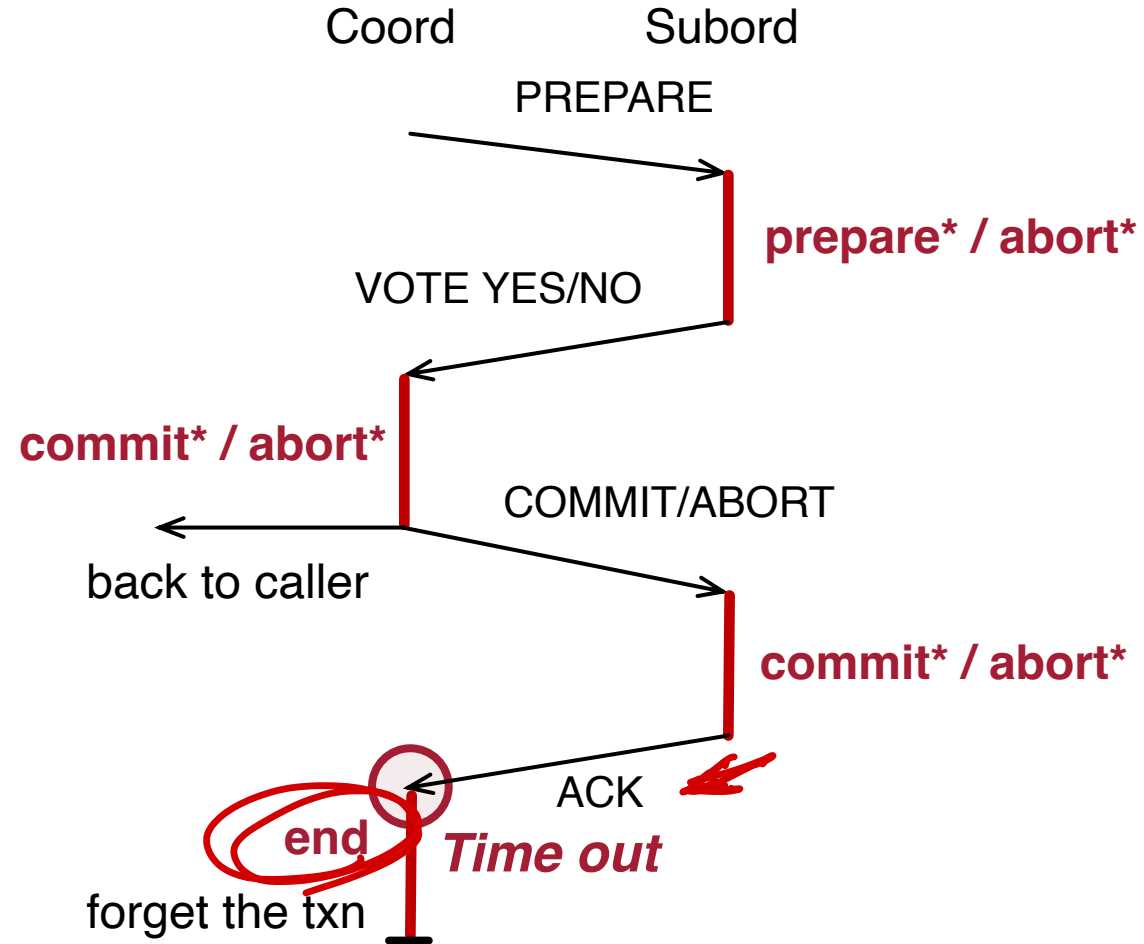 Coord Subord
PREPARE
prepare* / abort*
VOTE YES/NO
commit* / abort*
COMMIT/ABORT
back to caller
commit* / abort*
ACK
end Time out
forget the txn